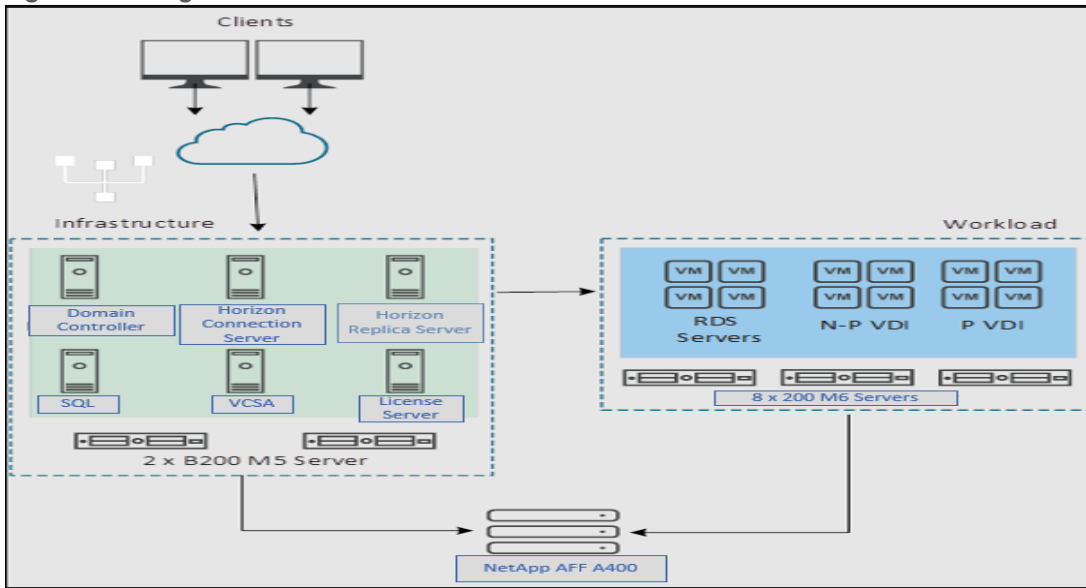 Clients
Infrastructure
Workload
Domain
Controller
Horizon
Connection
Server
Horizon
Replica Server
SQL
VCSA
License
Server
2 x B200 M5 Server
VM VM VM VM VM VM
VM VM VM VM VM VM
RDS
Servers
N-P VDI
P VDI
8 x 200 M6 Servers
NetApp AFF A400